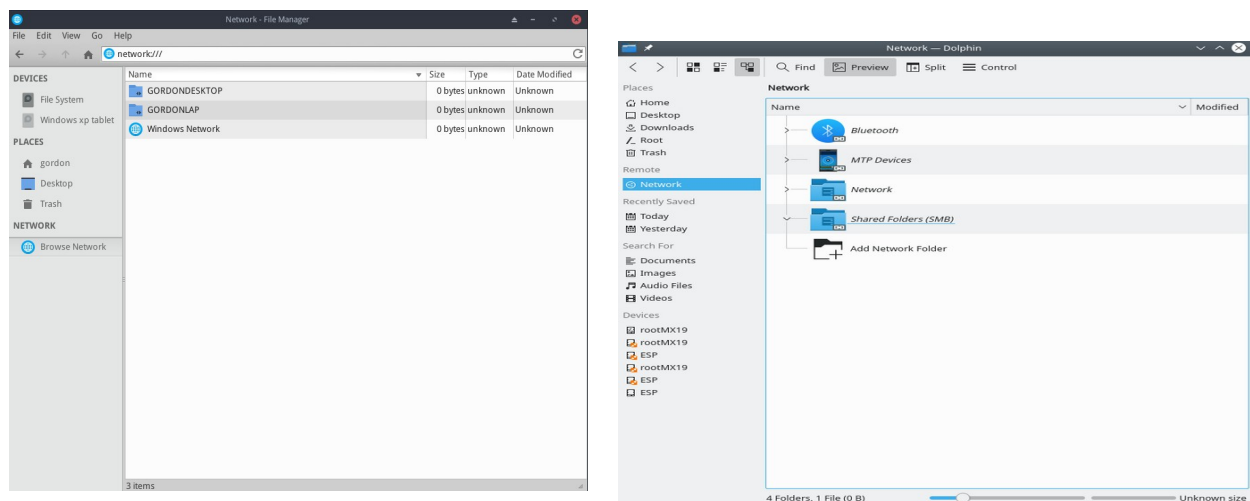 Network - File Manager
File Edit View Go Help
network:///
DEVICES
File System
Windows xp tablet
PLACES
gordon
Desktop
Trash
NETWORK
Browse Network
Name Size Type Date Modified
GORDONDESKTOP 0 bytes unknown Unknown
GORDONLAP 0 bytes unknown Unknown
Windows Network 0 bytes unknown Unknown
3 items
Network — Dolphin
Find Preview Split Control
Places
Home
Desktop
Downloads
Root
Trash
Remote
Network
Recently Saved
Today
Yesterday
Search For
Documents
Images
Audio Files
Videos
Devices
rootMX19
rootMX19
ESP
rootMX19
ESP
ESP
Network
Name Modified
Bluetooth
MTP Devices
Network
Shared Folders (SMB)
Add Network Folder
4 Folders, 1 File (0 B) Unknown size